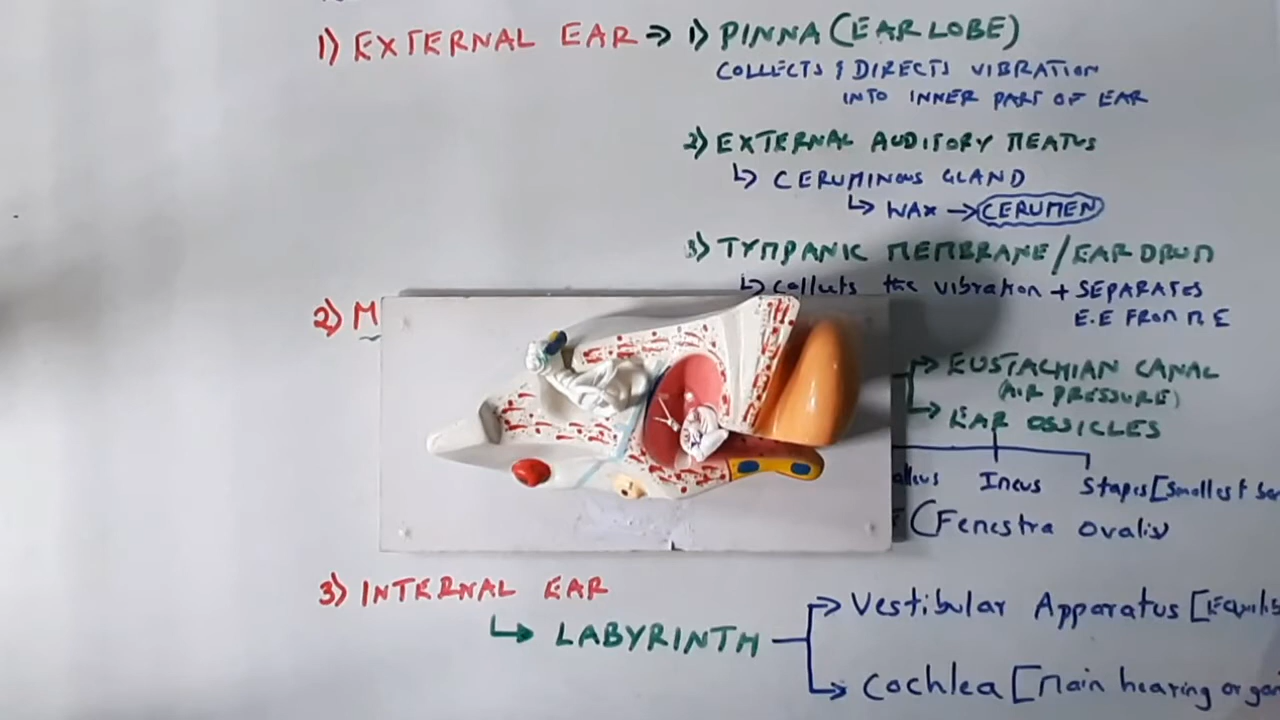 1) EXTERNAL EAR → 1) PINNA (EAR LOBE)
COLLECTS & DIRECTS VIBRATION
INTO INNER PART OF EAR
2) EXTERNAL AUDITORY MEATUS
↳ CERUMINOUS GLAND
↳ WAX → CERUMEN
3) TYMPANIC MEMBRANE / EAR DRUM
↳ collects the vibration + SEPARATES
E.E FROM M E
2) M
→ EUSTACHIAN CANAL
(AIR PRESSURE)
→ EAR OSSICLES
alleus Incus Stapes [Smallest
(Fenestra Ovalis)
3) INTERNAL EAR
↳ LABYRINTH → Vestibular Apparatus [Equilib
→ Cochlea [Main hearing organ